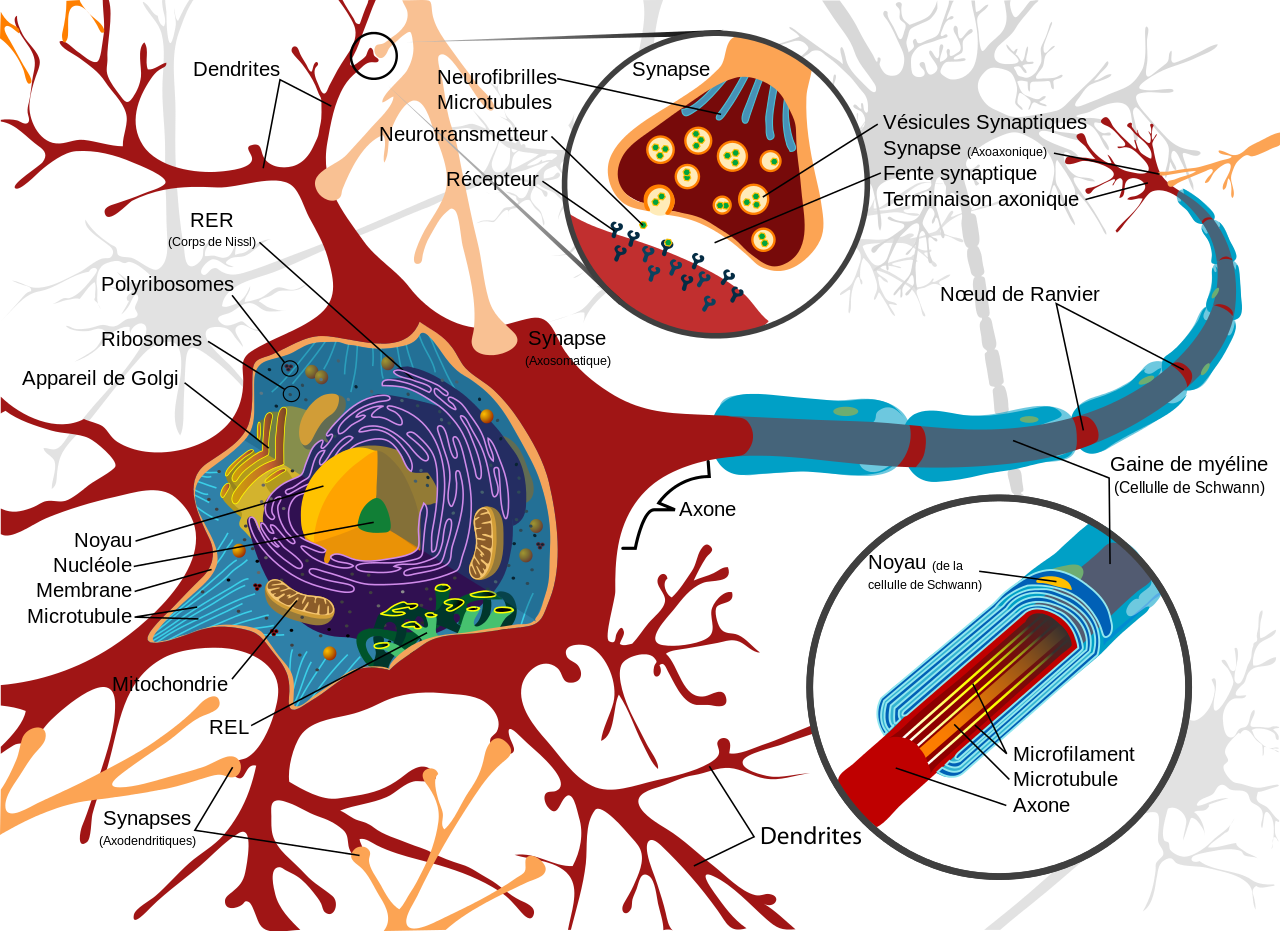 Dendrites
Neurofibrilles
Microtubules
Neurotransmetteur
Récepteur
Synapse
Vésicules Synaptiques
Synapse (Axoaxonique)
Fente synaptique
Terminaison axonique
RER
(Corps de Nissl)
Polyribosomes
Ribosomes
Appareil de Golgi
Synapse
(Axosomatique)
Nœud de Ranvier
Gaine de myéline
(Cellulle de Schwann)
Axone
Noyau
Nucléole
Membrane
Microtubule
Mitochondrie
REL
Noyau (de la
cellulle de Schwann)
Microfilament
Microtubule
Axone
Synapses
(Axodendritiques)
Dendrites